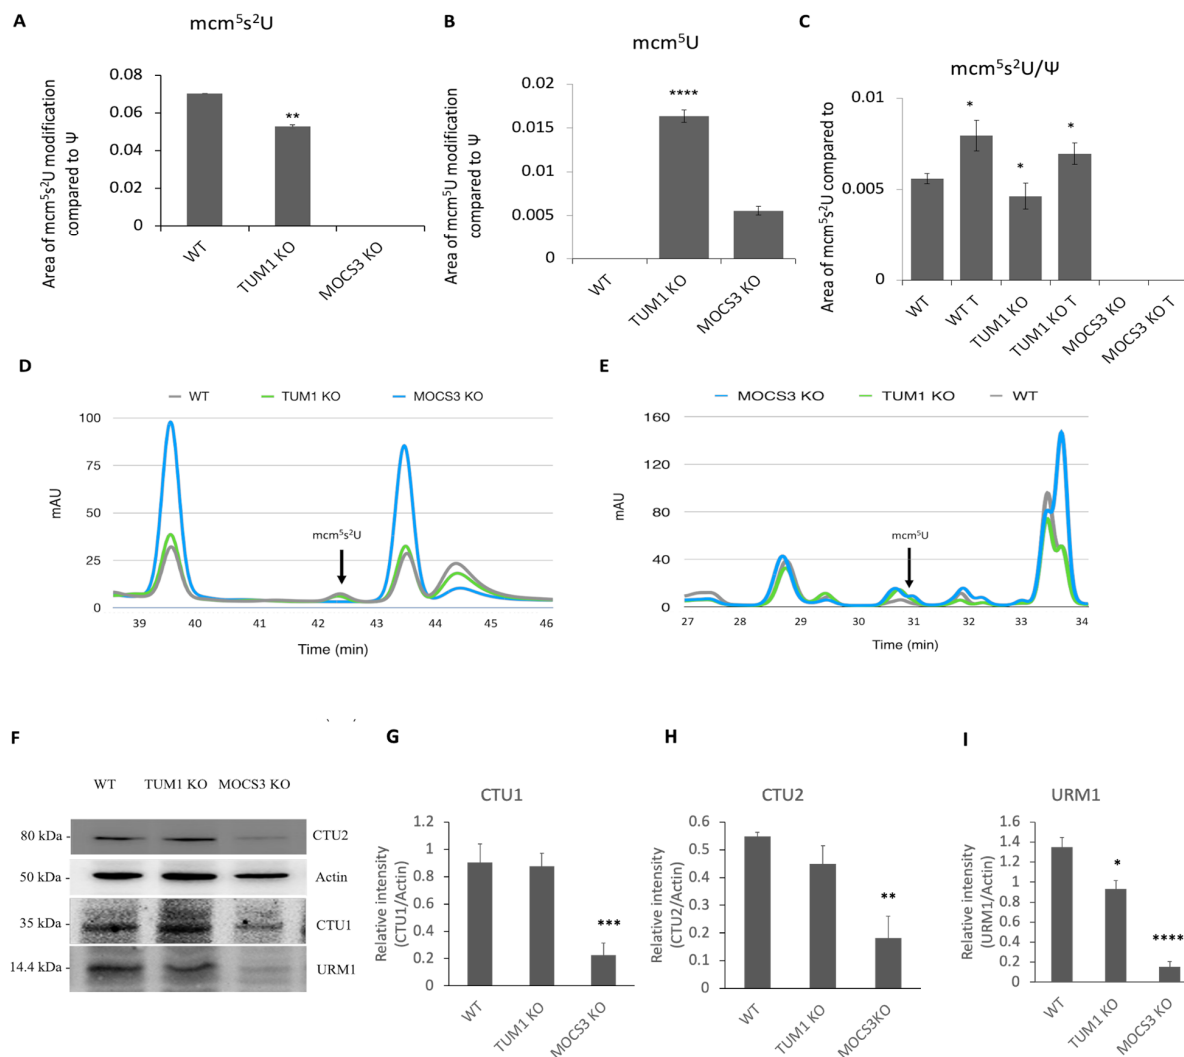 A
mcm⁵s²U
Area of mcm⁵s²U modification
compared to Ψ
0.08
0.06
0.04
0.02
0
**
WT
TUM1 KO
MOCS3 KO
B
mcm⁵U
Area of mcm⁵U modification
compared to Ψ
0.02
0.015
0.01
0.005
0
****
WT
TUM1 KO
MOCS3 KO
C
mcm⁵s²U/Ψ
Area of mcm⁵s²U compared to
0.01
0.005
0
*
*
*
WT
WT T
TUM1 KO
TUM1 KO T
MOCS3 KO
MOCS3 KO T
D
WT
TUM1 KO
MOCS3 KO
mAU
100
75
50
25
0
mcm⁵s²U
39 40 41 42 43 44 45 46
Time (min)
E
MOCS3 KO
TUM1 KO
WT
mAU
160
120
80
40
0
mcm⁵U
27 28 29 30 31 32 33 34
Time (min)
F
WT TUM1 KO MOCS3 KO
80 kDa CTU2
50 kDa Actin
35 kDa CTU1
14.4 kDa URM1
G
CTU1
Relative intensity
(CTU1/Actin)
1.2
1
0.8
0.6
0.4
0.2
0
***
WT
TUM1 KO
MOCS3 KO
H
CTU2
Relative intensity
(CTU2/Actin)
0.6
0.5
0.4
0.3
0.2
0.1
0
**
WT
TUM1 KO
MOCS3KO
I
URM1
Relative intensity
(URM1/Actin)
1.6
1.4
1.2
1
0.8
0.6
0.4
0.2
0
*
****
WT
TUM1 KO
MOCS3 KO